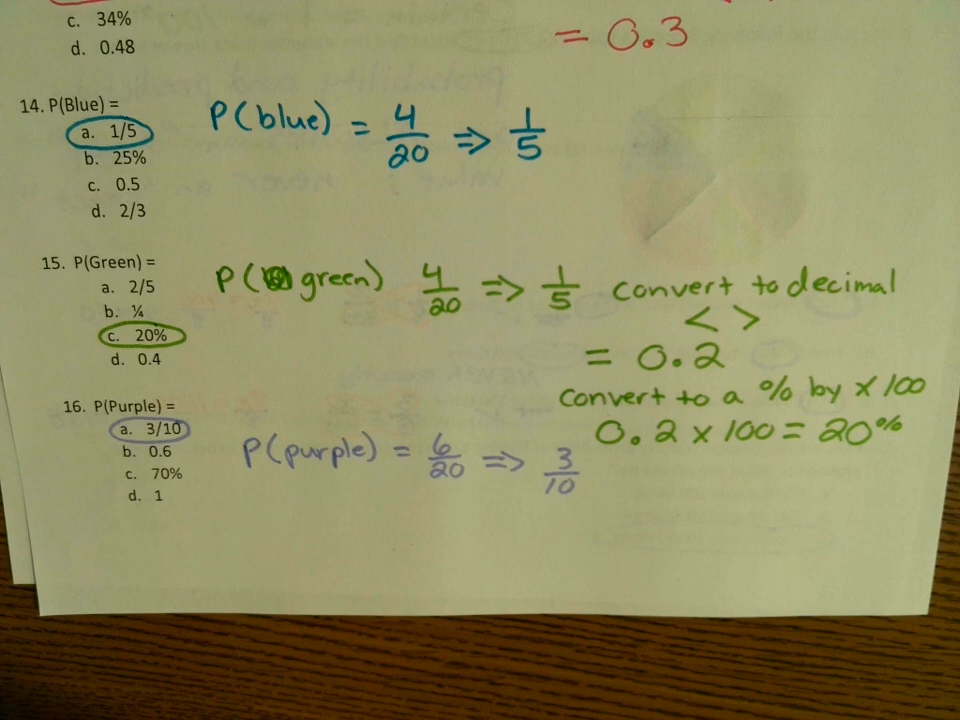 c. 34%
= 0.3
d. 0.48
14. P(Blue) =
a. 1/5
b. 25%
c. 0.5
d. 2/3
P(blue) = 4/20 => 1/5
15. P(Green) =
a. 2/5
b. ¼
c. 20%
d. 0.4
P( green) 4/20 => 1/5 convert to decimal
< >
= 0.2
convert to a % by x 100
0.2 x 100 = 20%
16. P(Purple) =
a. 3/10
b. 0.6
c. 70%
d. 1
P(purple) = 6/20 => 3/10